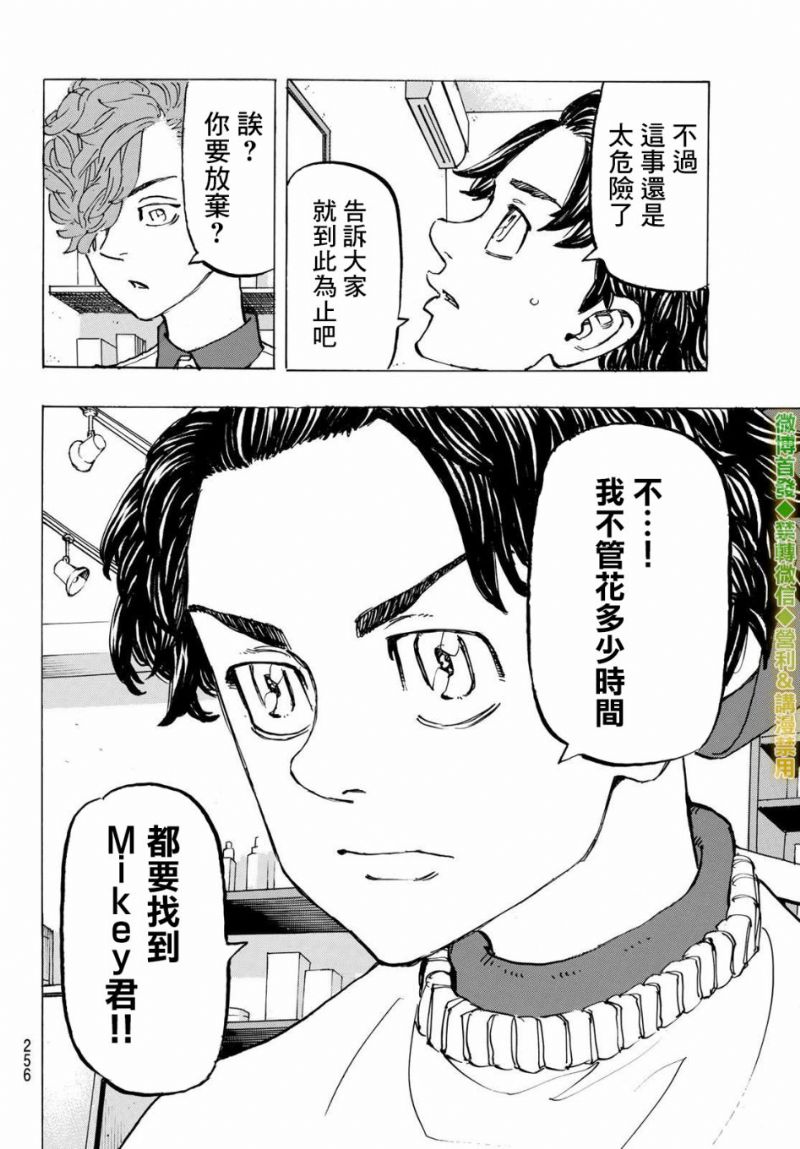 不過
這事還是
太危險了
告訴大家
就到此為止吧
誒？
你要放棄？
不…！
我不管花多少時間
都要找到
Mikey君!!
微博首發◆禁轉微信◆營利&講漫禁用
256